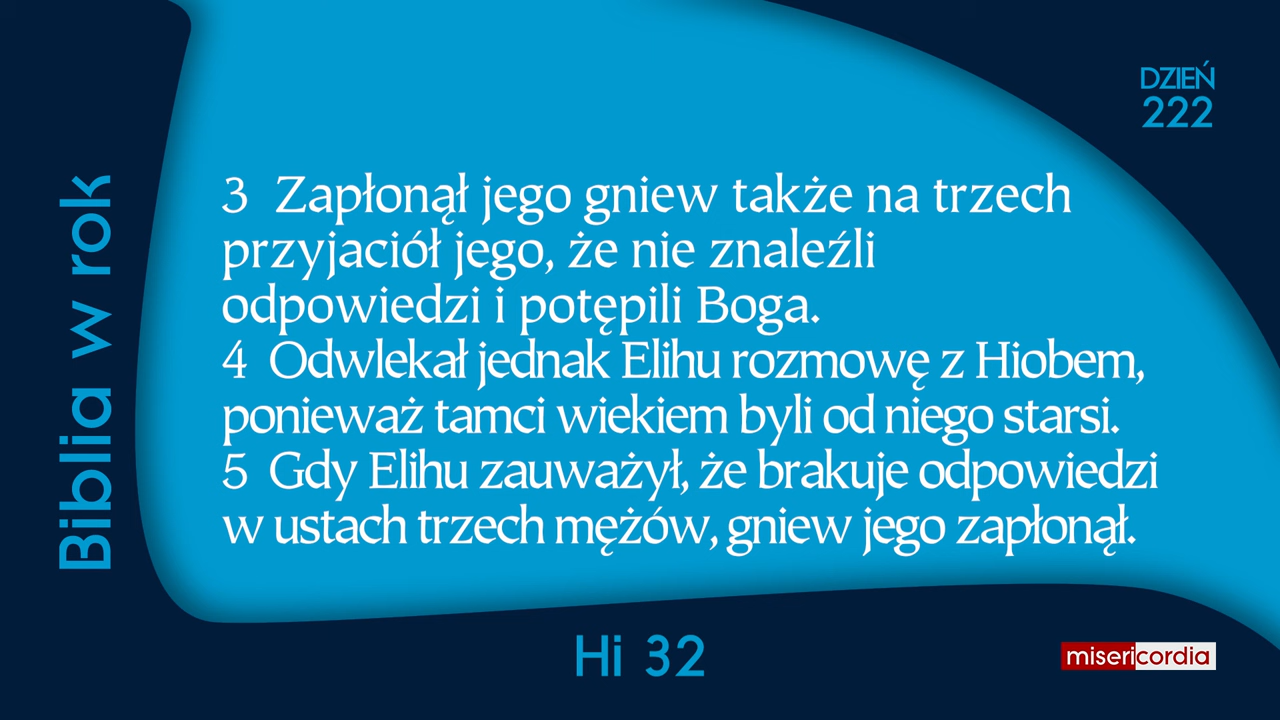 DZIEŃ
222
Biblia w rok
3 Zapłonął jego gniew także na trzech
przyjaciół jego, że nie znaleźli
odpowiedzi i potępili Boga.
4 Odwlekał jednak Elihu rozmowę z Hiobem,
ponieważ tamci wiekiem byli od niego starsi.
5 Gdy Elihu zauważył, że brakuje odpowiedzi
w ustach trzech mężów, gniew jego zapłonął.
Hi 32
misericordia